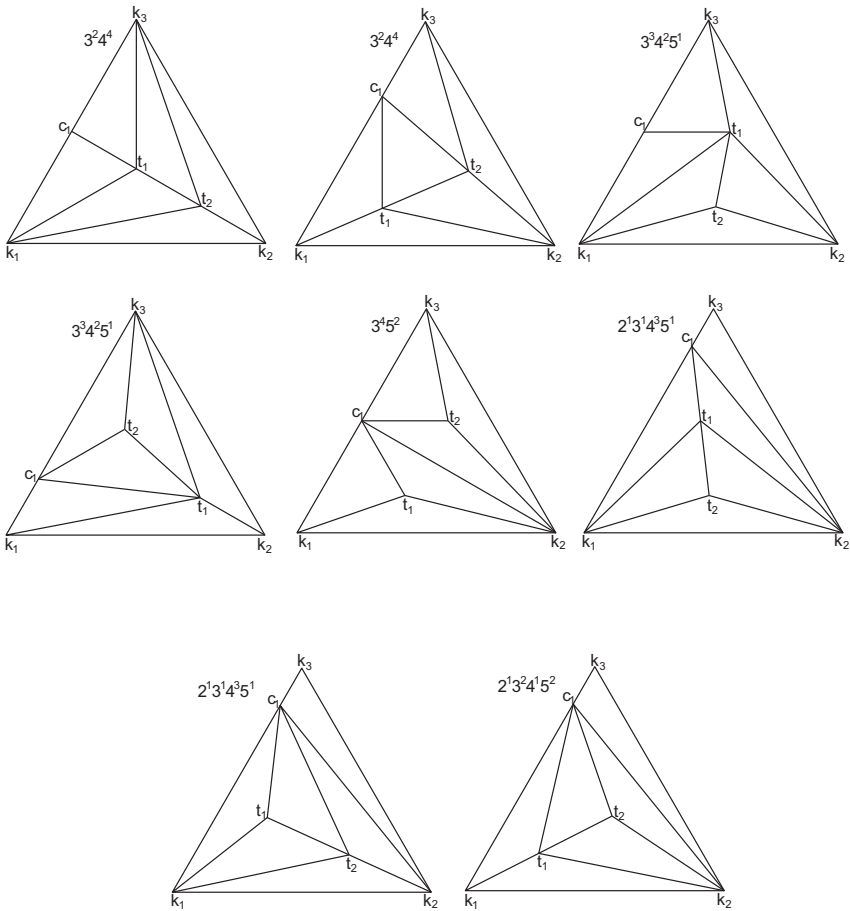 k₃ k₃ k₃
3²4⁴ 3²4⁴ 3³4²5¹
c₁ c₁ c₁
t₁ t₂ t₁
t₂ t₁ t₂
k₁ k₂ k₁ k₂ k₁ k₂
k₃ k₃ k₃
3³4²5¹ 3⁴5² 2¹3¹4³5¹
c₁ c₁ c₁
t₂ t₂ t₁
t₁ t₁ t₂
k₁ k₂ k₁ k₂ k₁ k₂
k₃ k₃
2¹3¹4³5¹ 2¹3²4¹5²
c₁ c₁
t₁ t₂
t₂ t₁
k₁ k₂ k₁ k₂